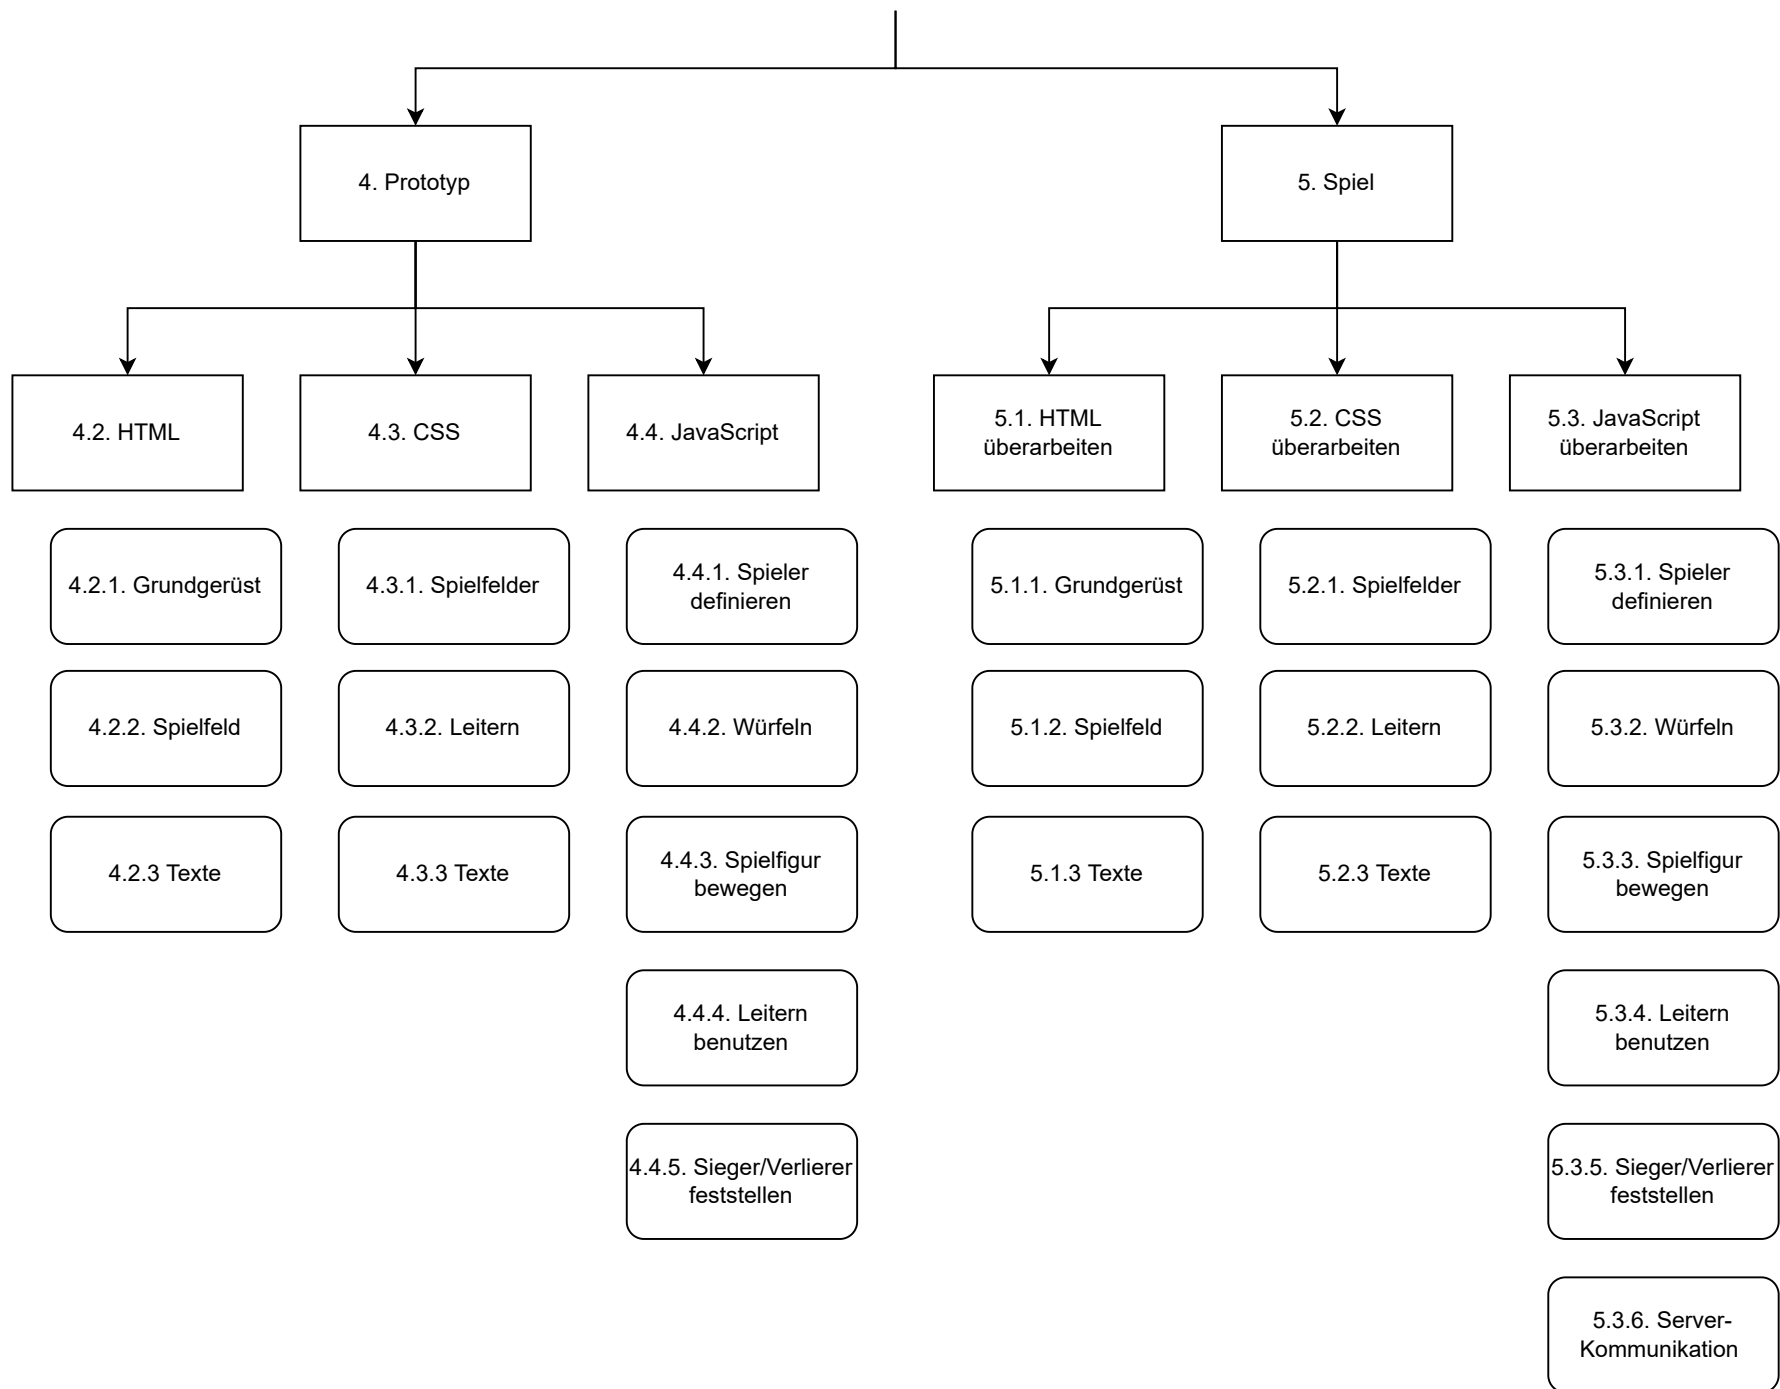 4. Prototyp
5. Spiel
4.2. HTML
4.3. CSS
4.4. JavaScript
5.1. HTML
überarbeiten
5.2. CSS
überarbeiten
5.3. JavaScript
überarbeiten
4.2.1. Grundgerüst
4.3.1. Spielfelder
4.4.1. Spieler
definieren
5.1.1. Grundgerüst
5.2.1. Spielfelder
5.3.1. Spieler
definieren
4.2.2. Spielfeld
4.3.2. Leitern
4.4.2. Würfeln
5.1.2. Spielfeld
5.2.2. Leitern
5.3.2. Würfeln
4.2.3 Texte
4.3.3 Texte
4.4.3. Spielfigur
bewegen
5.1.3 Texte
5.2.3 Texte
5.3.3. Spielfigur
bewegen
4.4.4. Leitern
benutzen
5.3.4. Leitern
benutzen
4.4.5. Sieger/Verlierer
feststellen
5.3.5. Sieger/Verlierer
feststellen
5.3.6. Server-
Kommunikation